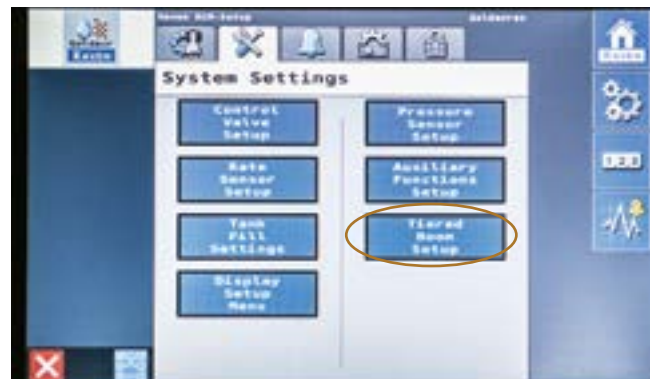 System Settings
Control
Valve
Setup
Pressure
Sensor
Setup
Rate
Sensor
Setup
Auxiliary
Functions
Setup
Tank
Fill
Settings
Tiered
Boom
Setup
Display
Setup
Menu
123